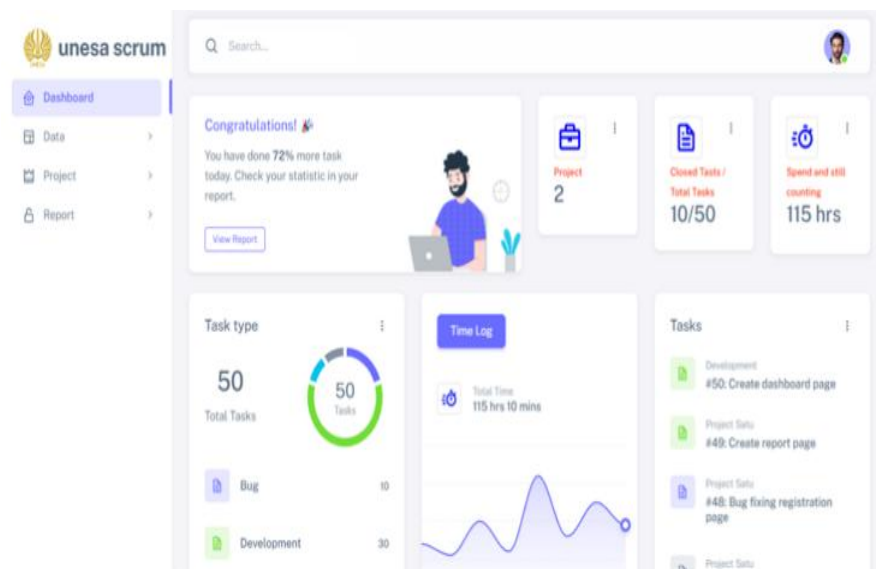 UNESA
unesa scrum
Search...
Dashboard
Data
Project
Report
Congratulations! 🎉
You have done 72% more task
today. Check your statistic in your
report.
View Report
Project
2
Closed Tasts /
Total Tasks
10/50
Spend and still
counting
115 hrs
Task type
50
Total Tasks
50
Tasks
Bug
10
Development
30
Time Log
Total Time
115 hrs 10 mins
Tasks
Development
#50: Create dashboard page
Project Satu
#49: Create report page
Project Satu
#48: Bug fixing registration
page
Project Satu